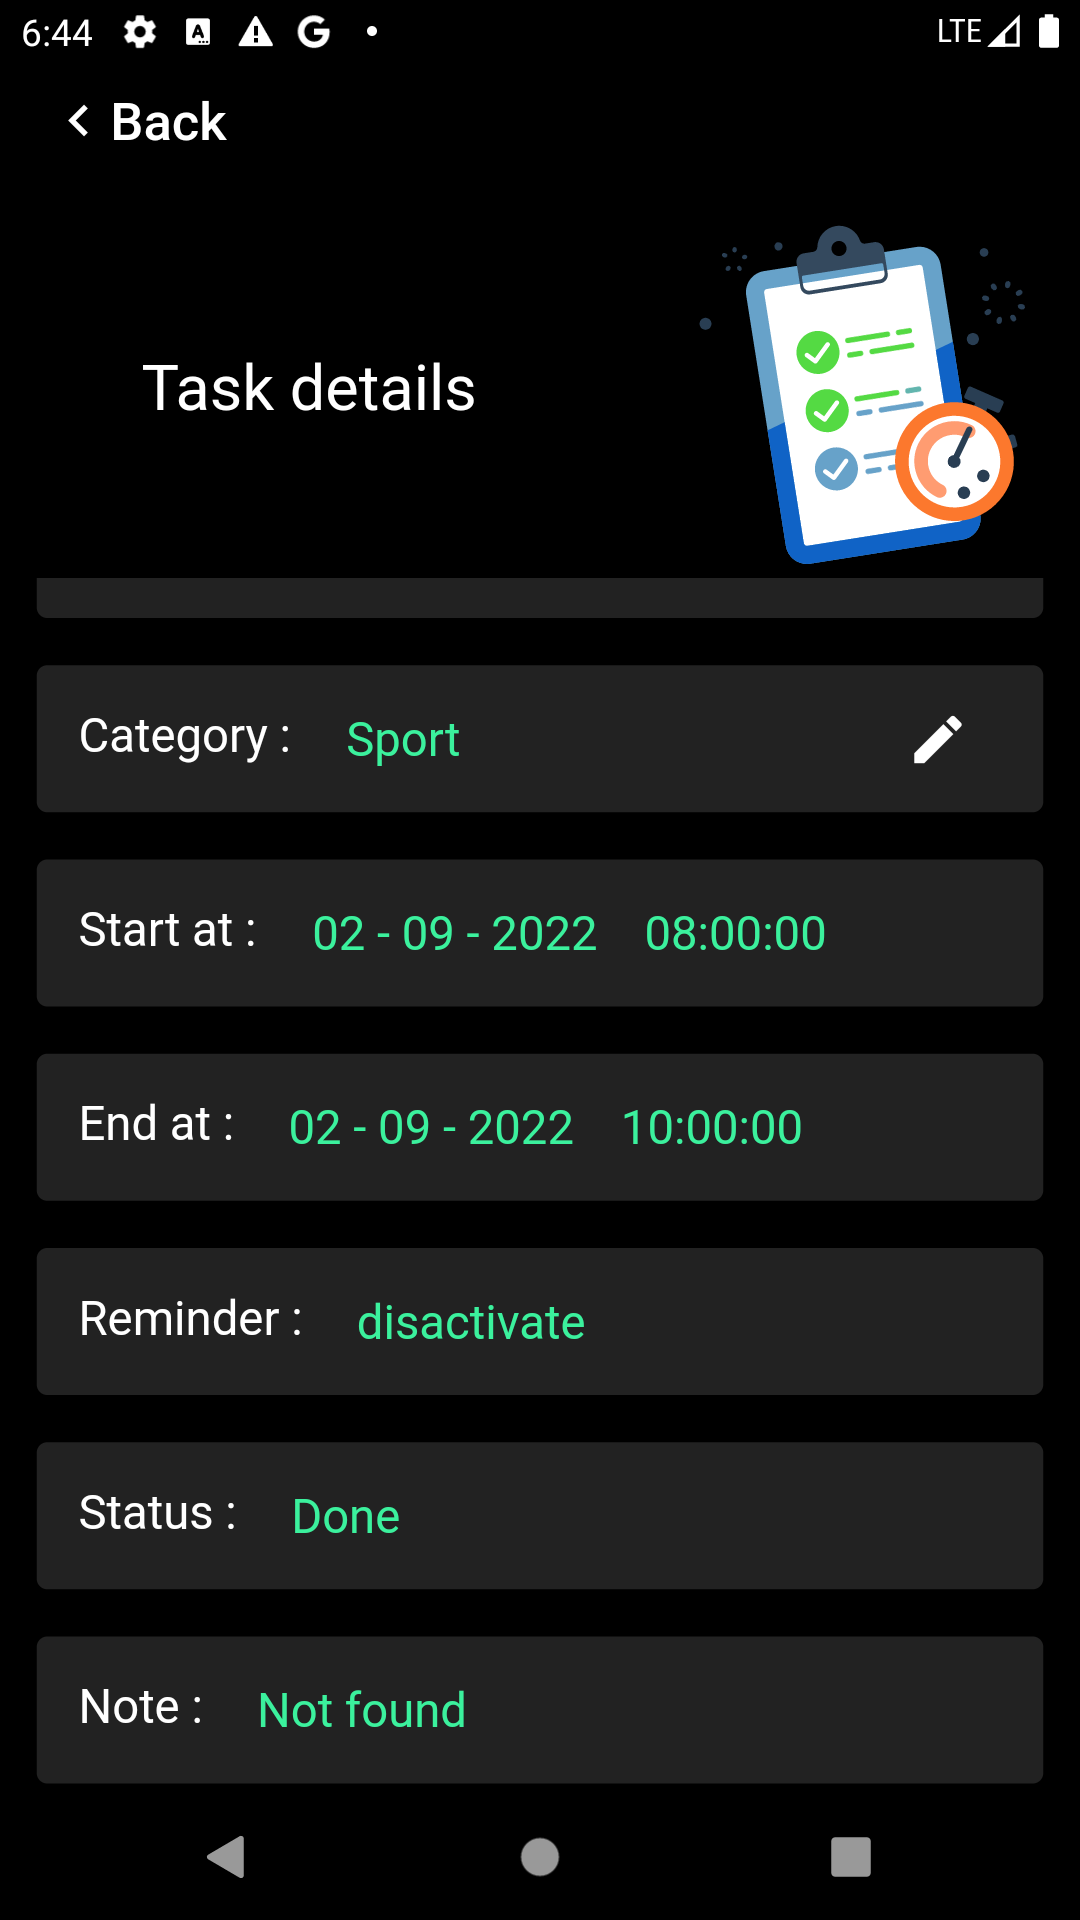 6:44 LTE
Back
Task details
Category : Sport
Start at : 02 - 09 - 2022 08:00:00
End at : 02 - 09 - 2022 10:00:00
Reminder : disactivate
Status : Done
Note : Not found